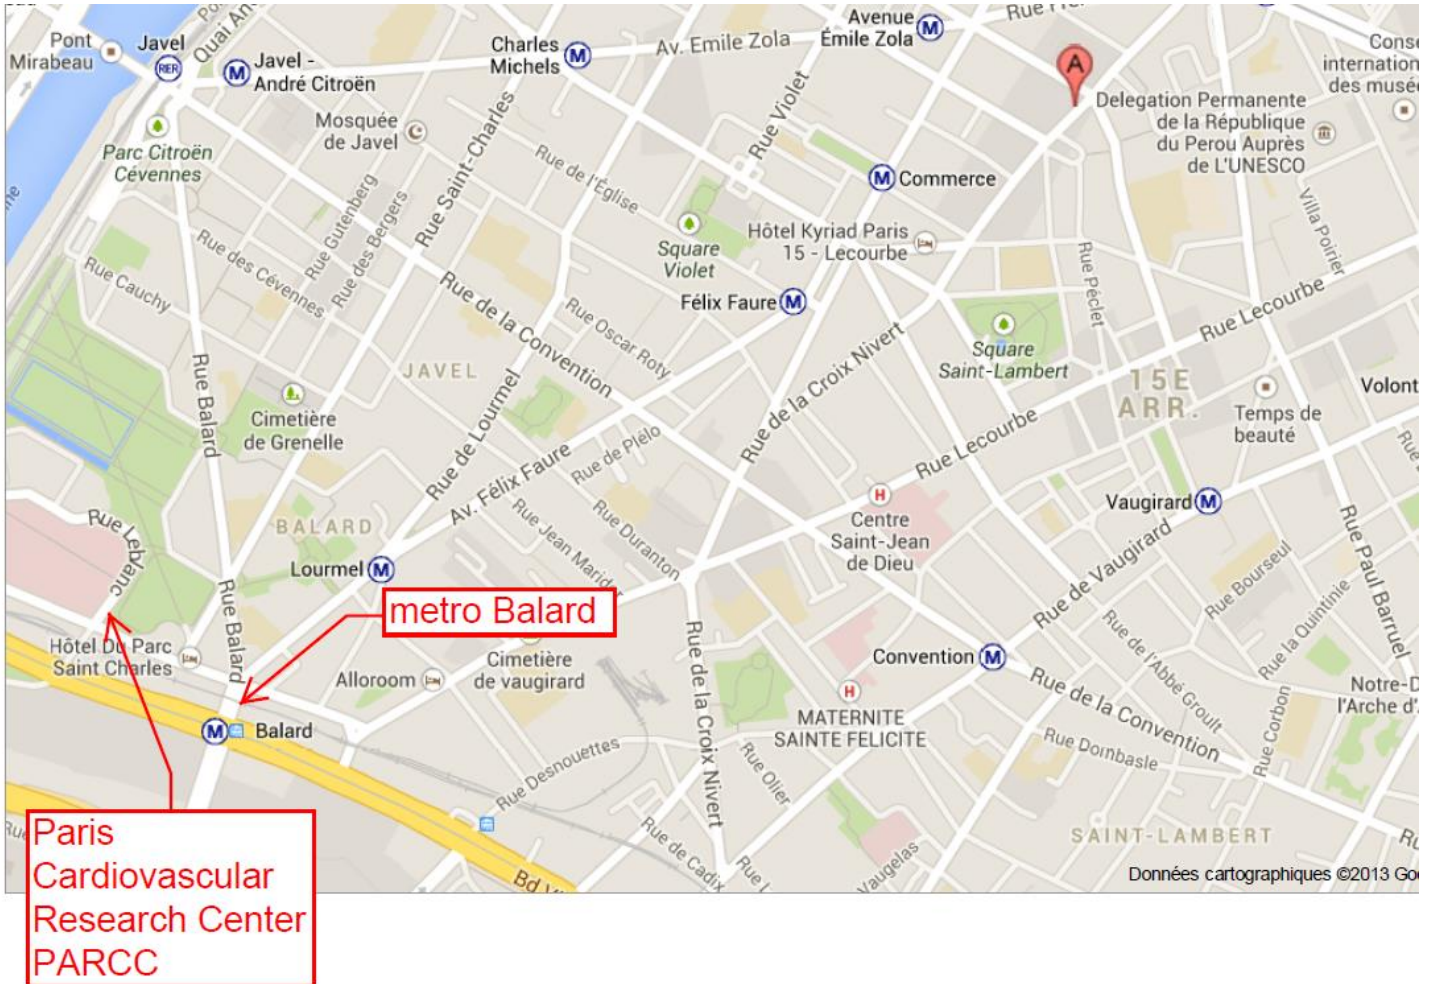 Pont
Mirabeau
Javel
RER
Quai An
M
Javel -
André Citroën
Charles
Michels
M
Av. Emile Zola
Avenue
Émile Zola
M
A
Conse
internation
des musé
Delegation Permanente
de la République
du Perou Auprès
de L'UNESCO
Mosquée
de Javel
Parc Citroën
Cévennes
Rue Saint-Charles
Rue Violet
Rue de l'Église
M
Commerce
Rue Gutenberg
Rue des Bergers
Villa Poirier
Square
Violet
Hôtel Kyriad Paris
15 - Lecourbe
Rue des Cévennes
Rue Cauchy
Rue Péclet
Félix Faure
M
Rue de la Convention
Rue Oscar Roty
Rue Lecourbe
Square
Saint-Lambert
Rue de la Croix Nivert
JAVEL
15E
ARR.
Volont
Rue Balard
Cimetière
de Grenelle
Rue de Lourmel
Temps de
beauté
Rue Lecourbe
Av. Félix Faure
Rue de Plélo
H
Centre
Saint-Jean
de Dieu
Vaugirard
M
Rue Leblanc
BALARD
Rue Jean Maridor
Rue Duranton
Rue de Vaugirard
Rue Bourseul
Rue Paul Barruel
Lourmel
M
metro Balard
Rue Balard
Rue la Quintinie
Hôtel Du Parc
Saint Charles
Alloroom
Cimetière
de vaugirard
Rue de la Croix Nivert
Convention
M
Rue de l'Abbé Groult
H
MATERNITE
SAINTE FELICITE
Rue de la Convention
Rue Corbon
Notre-D
l'Arche d'
M
Balard
Rue Desnouettes
Rue Olier
Rue Dombasle
Rue de Cadix
SAINT-LAMBERT
Bd
Vaugelas
Données cartographiques ©2013 Go
Paris
Cardiovascular
Research Center
PARCC